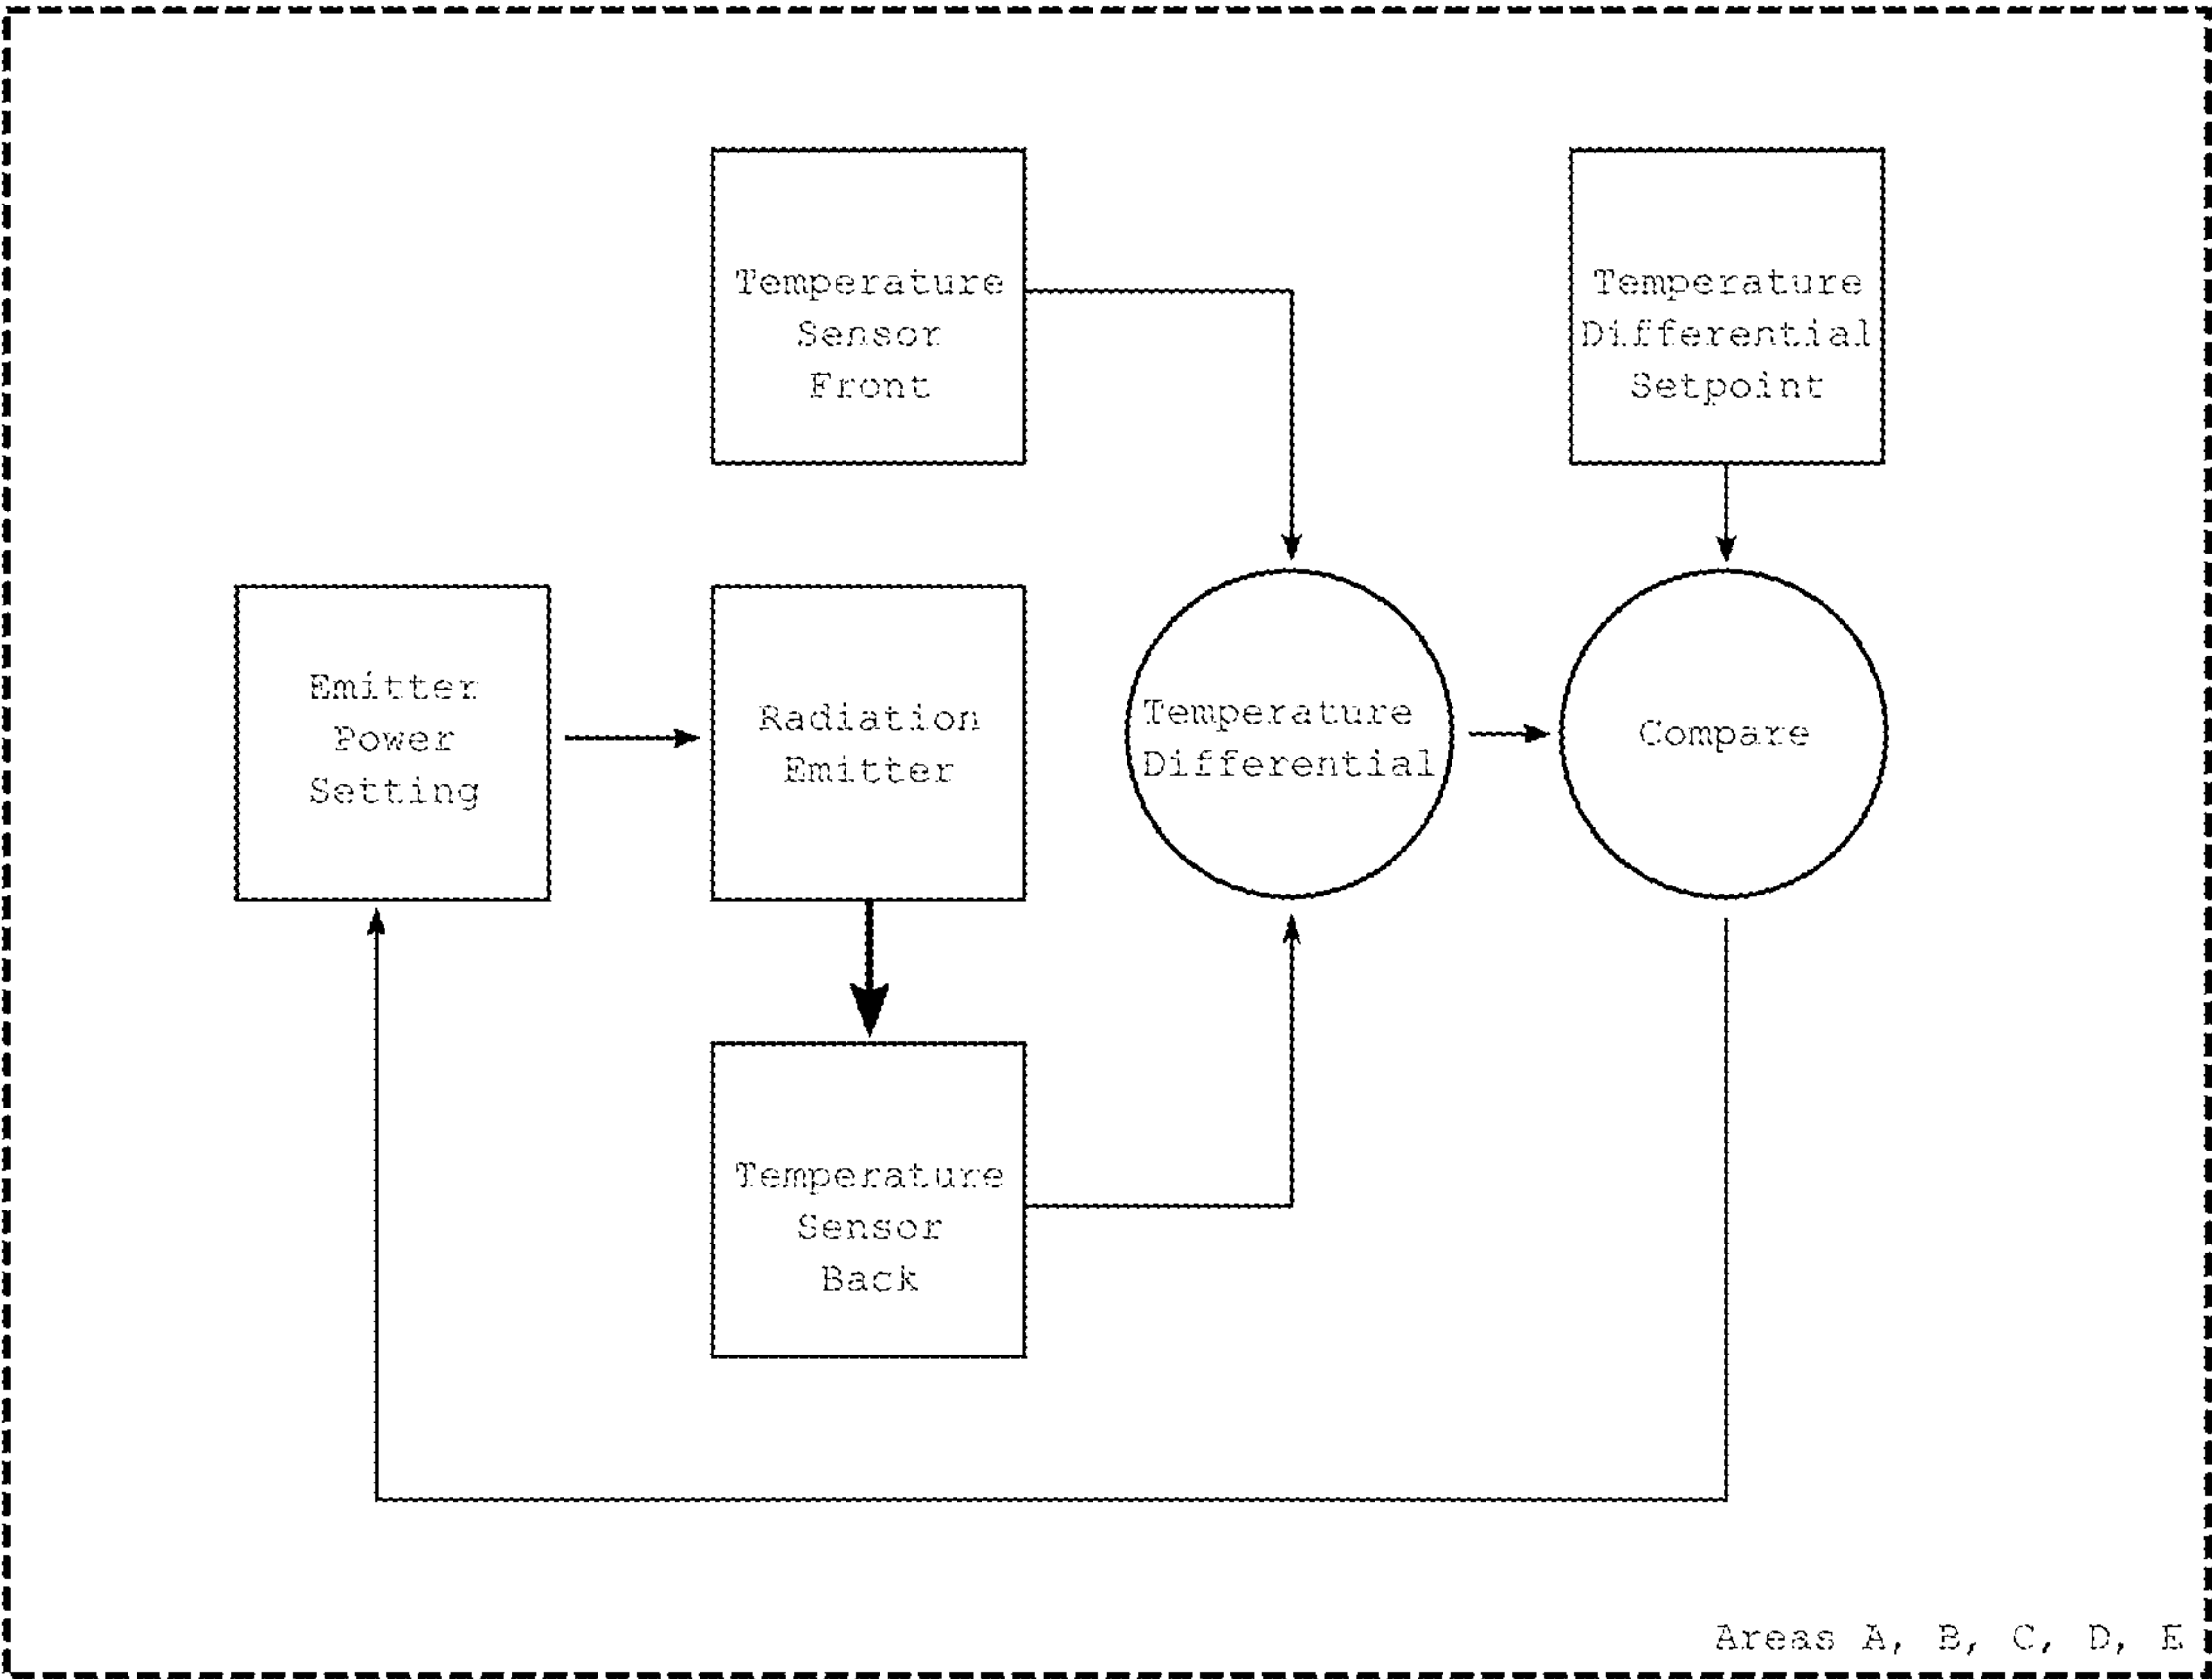 Temperature
Sensor
Front
Temperature
Differential
Setpoint
Emitter
Power
Setting
Radiation
Emitter
Temperature
Differential
Compare
Temperature
Sensor
Back
Areas A, B, C, D, E